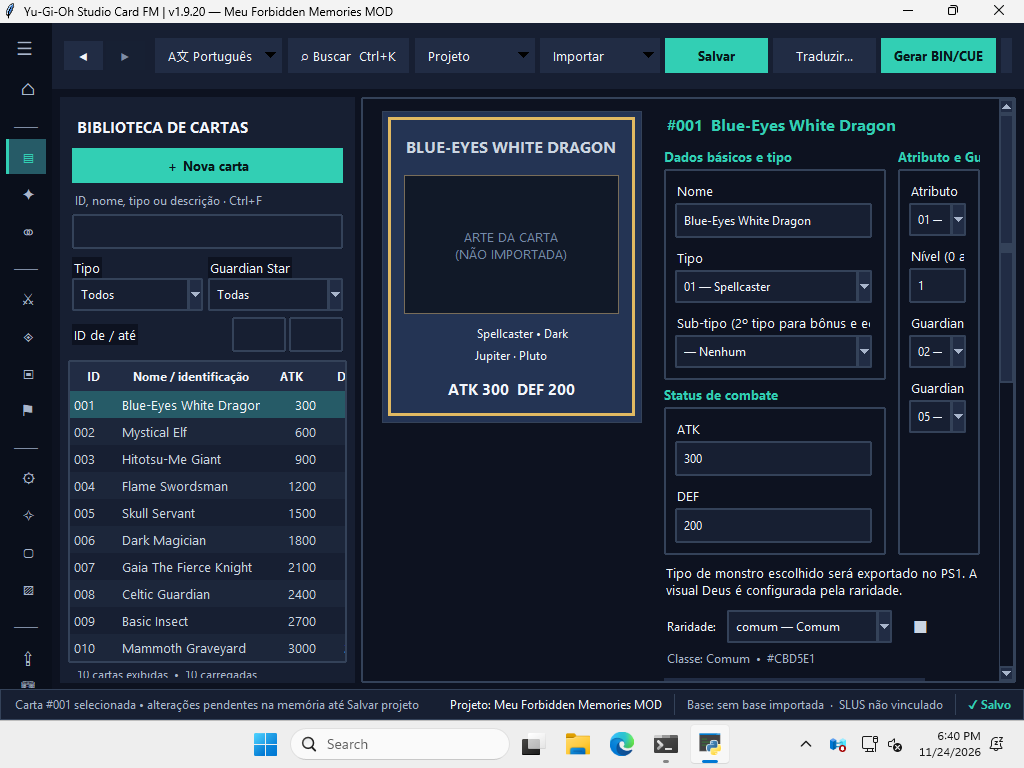 Yu-Gi-Oh Studio Card FM | v1.9.20 — Meu Forbidden Memories MOD
A文 Português
Buscar Ctrl+K
Projeto
Importar
Salvar
Traduzir...
Gerar BIN/CUE
BIBLIOTECA DE CARTAS
+ Nova carta
ID, nome, tipo ou descrição · Ctrl+F
Tipo
Guardian Star
Todos
Todas
ID de / até
ID Nome / identificação ATK D
001 Blue-Eyes White Dragor 300
002 Mystical Elf 600
003 Hitotsu-Me Giant 900
004 Flame Swordsman 1200
005 Skull Servant 1500
006 Dark Magician 1800
007 Gaia The Fierce Knight 2100
008 Celtic Guardian 2400
009 Basic Insect 2700
010 Mammoth Graveyard 3000
10 cartas exibidas • 10 carregadas
BLUE-EYES WHITE DRAGON
ARTE DA CARTA
(NÃO IMPORTADA)
Spellcaster • Dark
Jupiter · Pluto
ATK 300 DEF 200
#001 Blue-Eyes White Dragon
Dados básicos e tipo
Nome
Blue-Eyes White Dragon
Tipo
01 — Spellcaster
Sub-tipo (2º tipo para bônus e e
— Nenhum
Status de combate
ATK
300
DEF
200
Atributo e Gu
Atributo
01 —
Nível (0 a
1
Guardian
02 —
Guardian
05 —
Tipo de monstro escolhido será exportado no PS1. A
visual Deus é configurada pela raridade.
Raridade:
comum — Comum
Classe: Comum • #CBD5E1
Carta #001 selecionada • alterações pendentes na memória até Salvar projeto
Projeto: Meu Forbidden Memories MOD
Base: sem base importada · SLUS não vinculado
✓ Salvo
Search
6:40 PM
11/24/2026